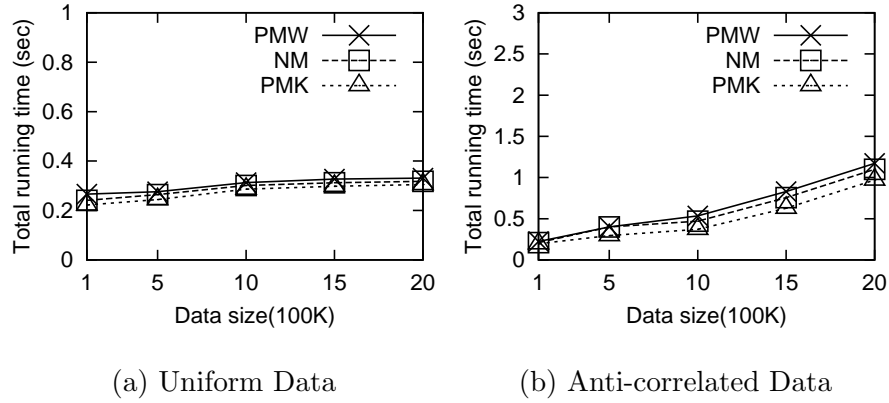 Total running time (sec)
1
0.8
0.6
0.4
0.2
0
PMW
NM
PMK
1 5 10 15 20
Data size(100K)
(a) Uniform Data
Total running time (sec)
3
2.5
2
1.5
1
0.5
0
PMW
NM
PMK
1 5 10 15 20
Data size(100K)
(b) Anti-correlated Data